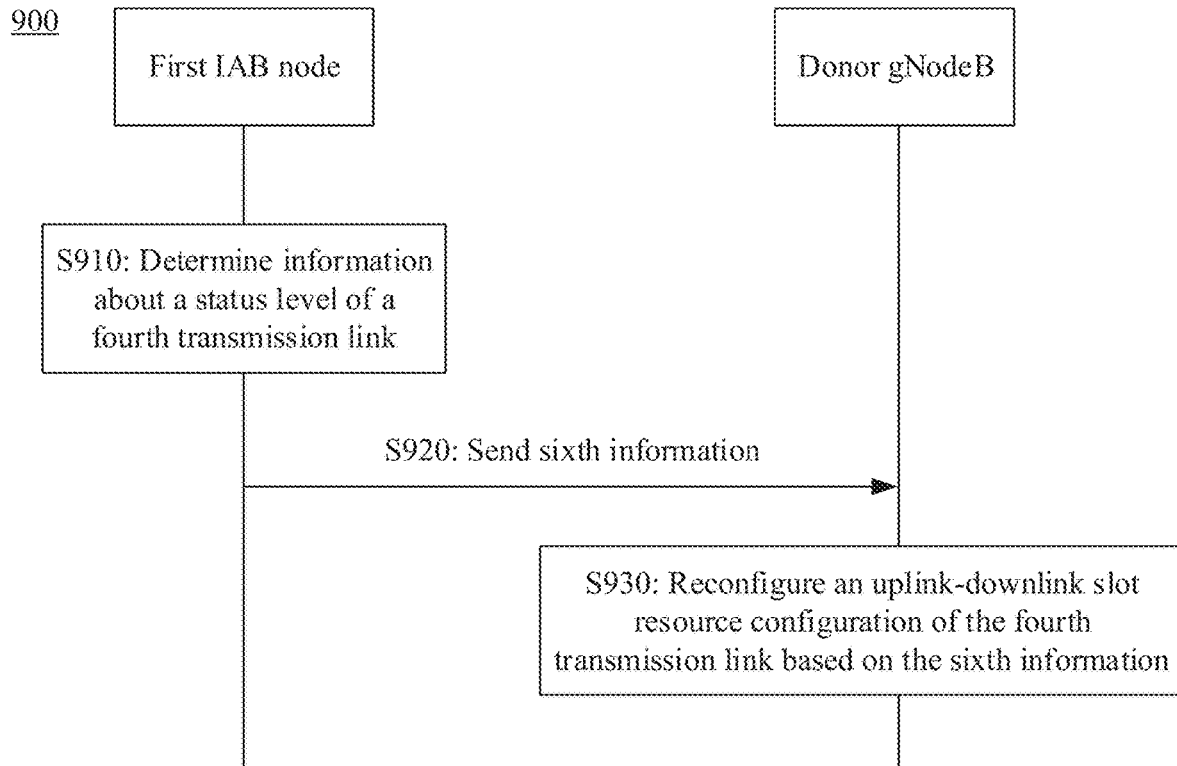 900
First IAB node
Donor gNodeB
S910: Determine information
about a status level of a
fourth transmission link
S920: Send sixth information
S930: Reconfigure an uplink-downlink slot
resource configuration of the fourth
transmission link based on the sixth information